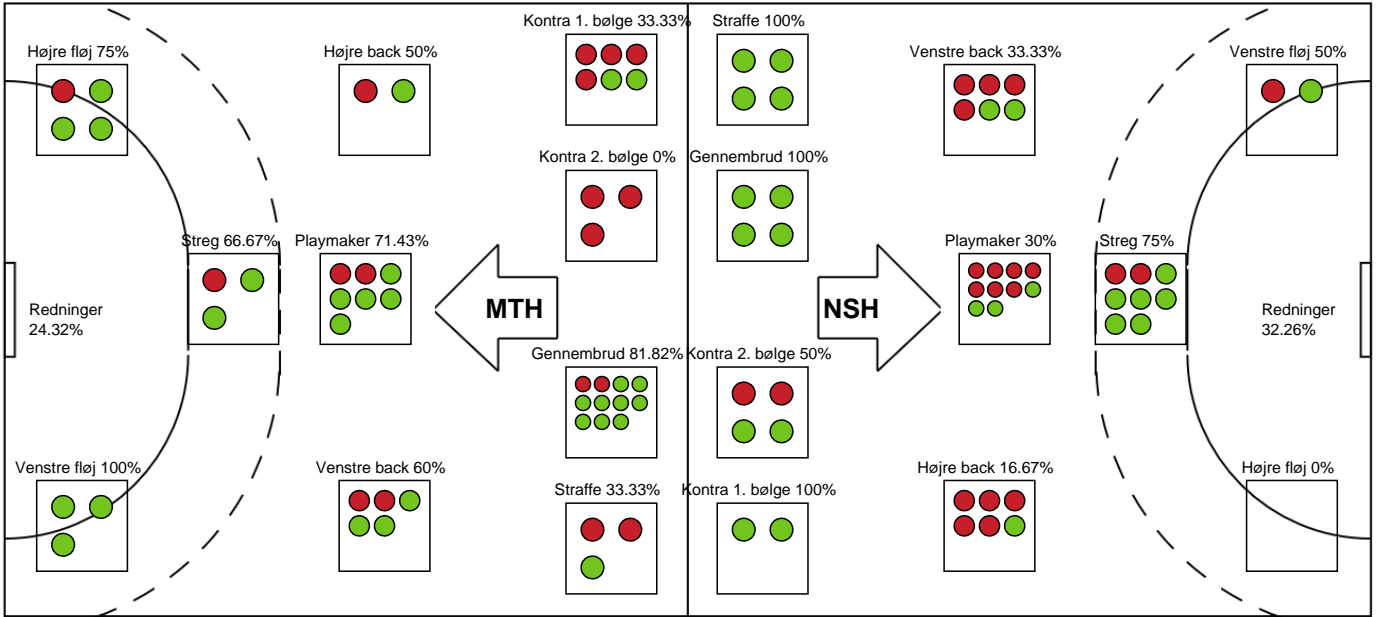 Kontra 1. bølge 33.33%
Straffe 100%
Højre fløj 75%
Højre back 50%
Venstre back 33.33%
Venstre fløj 50%
Kontra 2. bølge 0%
Gennembrud 100%
Streg 66.67%
Playmaker 71.43%
Playmaker 30%
Streg 75%
Redninger
24.32%
MTH
NSH
Redninger
32.26%
Gennembrud 81.82%
Kontra 2. bølge 50%
Venstre fløj 100%
Venstre back 60%
Straffe 33.33%
Kontra 1. bølge 100%
Højre back 16.67%
Højre fløj 0%